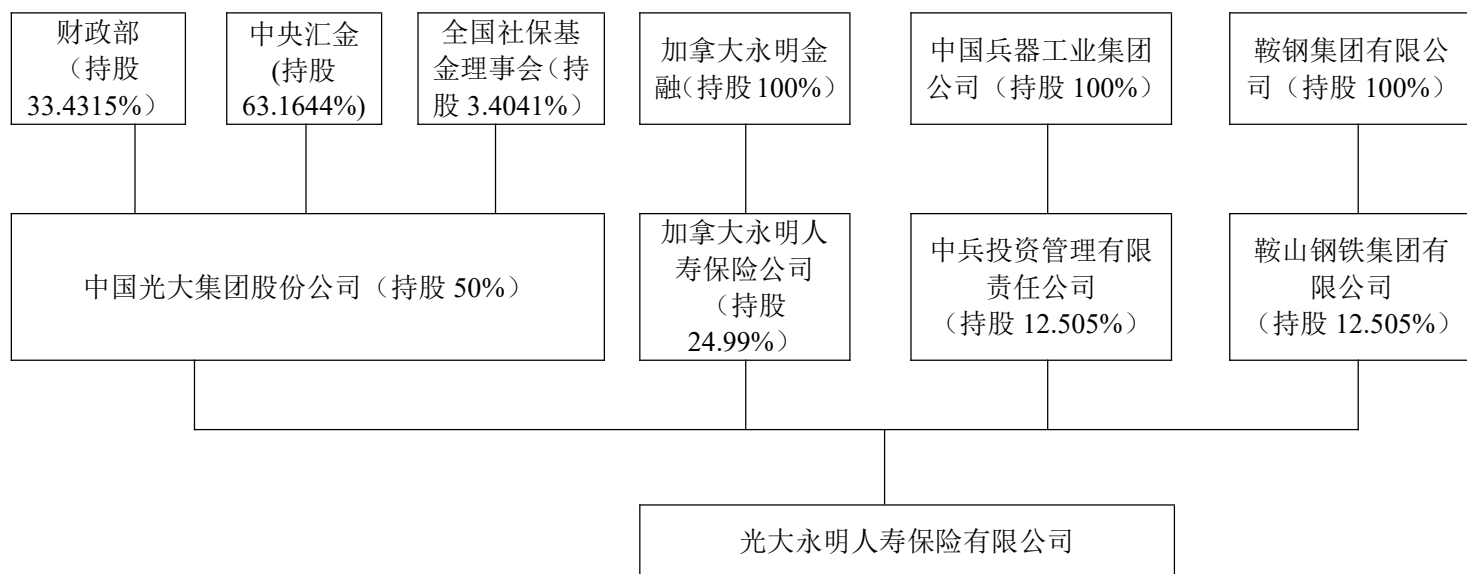 财政部
（持股
33.4315%）
中央汇金
(持股
63.1644%)
全国社保基
金理事会（持
股 3.4041%）
加拿大永明金
融（持股 100%）
中国兵器工业集团
公司（持股 100%）
鞍钢集团有限公
司（持股 100%）
中国光大集团股份公司（持股 50%）
加拿大永明人
寿保险公司
（持股
24.99%）
中兵投资管理有限
责任公司
（持股 12.505%）
鞍山钢铁集团有
限公司
（持股 12.505%）
光大永明人寿保险有限公司